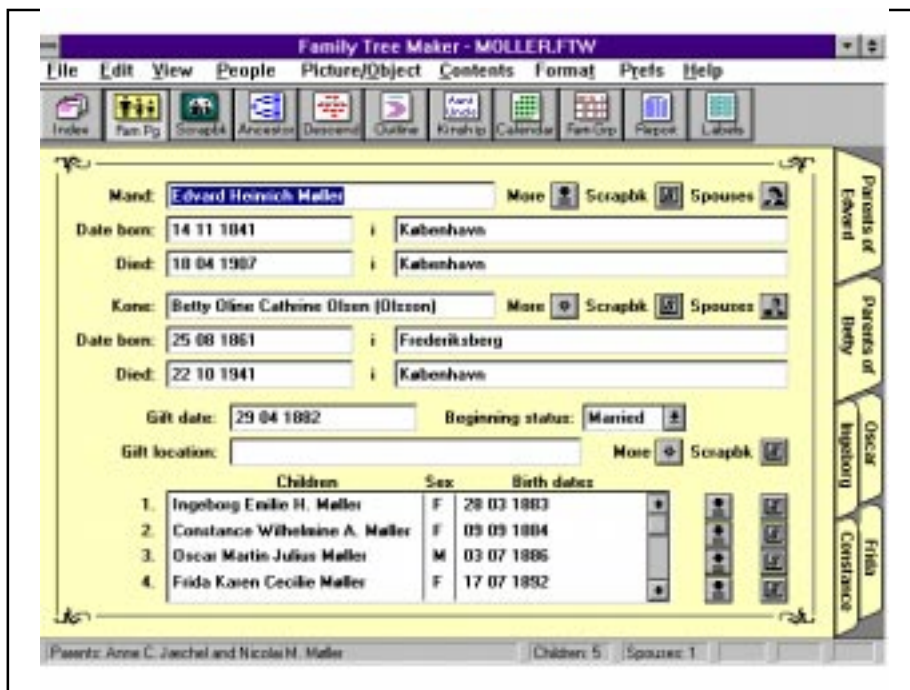 Family Tree Maker - MOLLER.FTW
File Edit View People Picture/Object Contents Format Prefs Help
Index Fam Pg Scrapbk Ancestor Descend Outline Kinship Calendar Fam Grp Report Labels
Mand: Edvard Heinrich Møller More Scrapbk Spouses
Date born: 14 11 1841 i København
Died: 18 04 1907 i København
Kone: Betty Oline Cathrine Olsen (Olsson) More Scrapbk Spouses
Date born: 25 08 1861 i Frederiksberg
Died: 22 10 1941 i København
Gift date: 29 04 1882 Beginning status: Married
Gift location: More Scrapbk
Children Sex Birth dates
1. Ingeborg Emilie H. Møller F 28 03 1883
2. Constance Wilhelmine A. Møller F 09 09 1884
3. Oscar Martin Julius Møller M 03 07 1886
4. Frida Karen Cecilie Møller F 17 07 1892
Parents of
Edvard
Parents of
Betty
Oscar
Ingeborg
Frida
Constance
Parents: Anne C. Jæchel and Nicolai N. Møller Children: 5 Spouses: 1